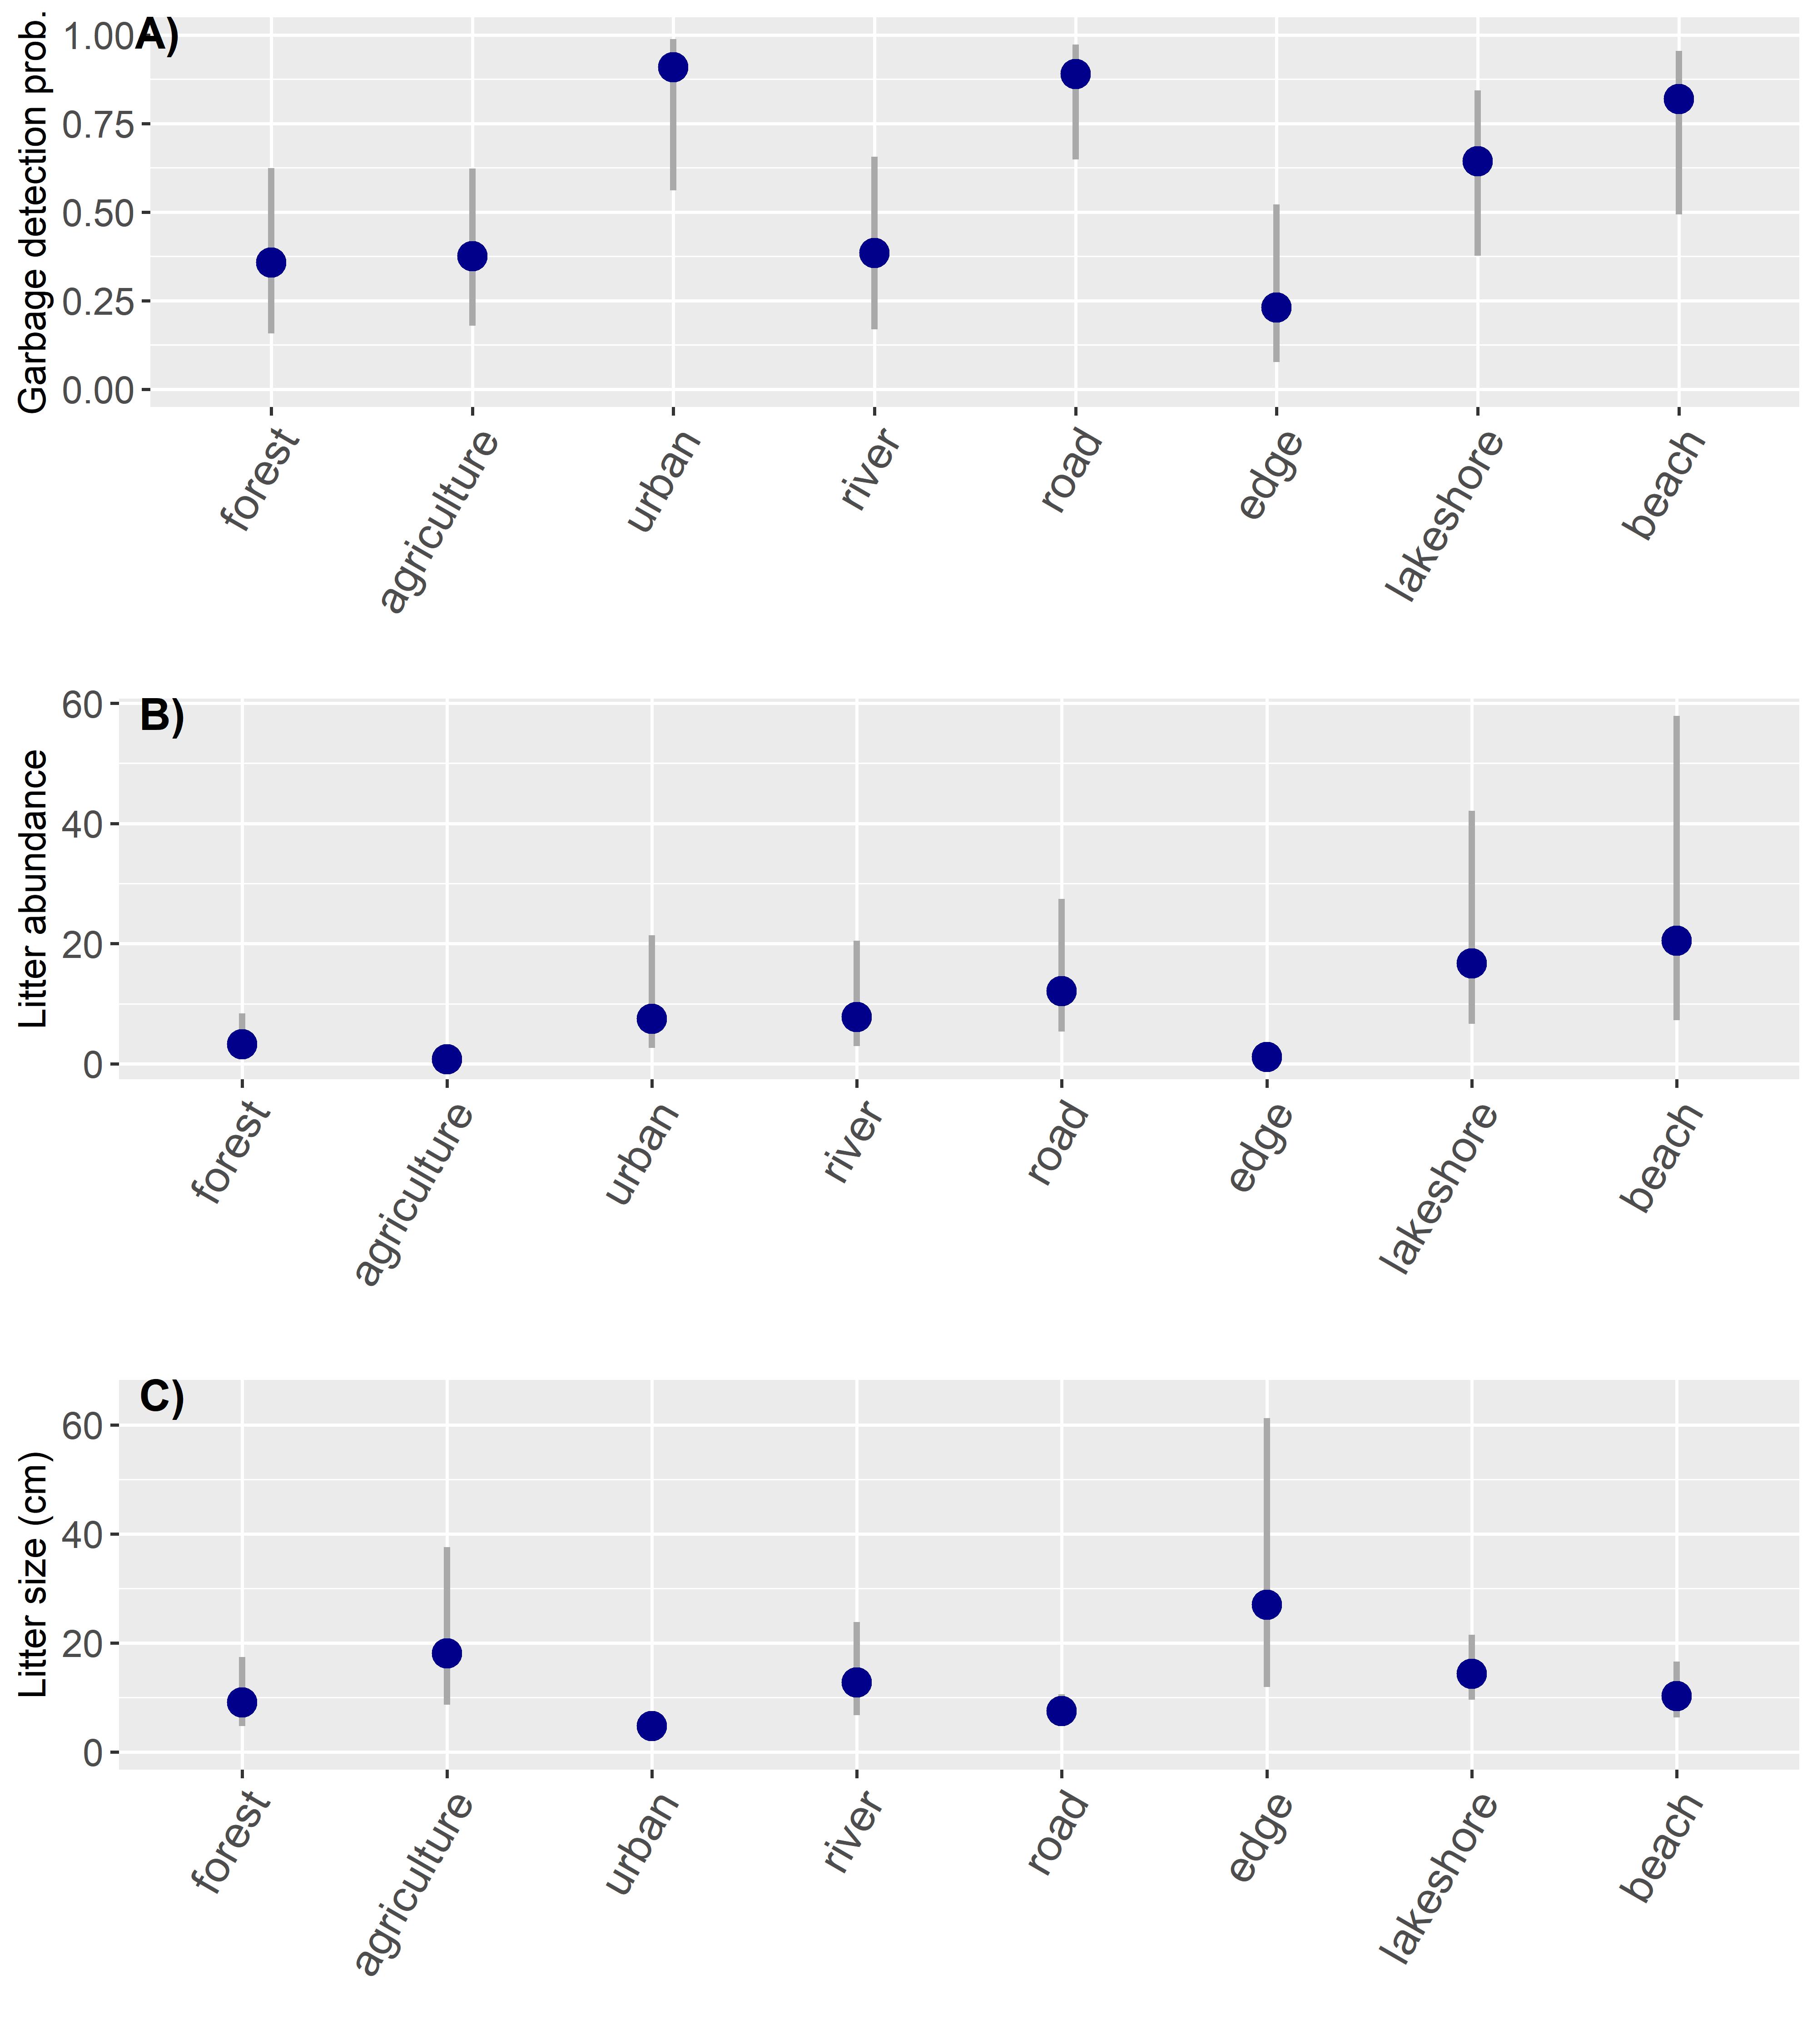 A)
Garbage detection prob.
1.00
0.75
0.50
0.25
0.00
forest
agriculture
urban
river
road
edge
lakeshore
beach
B)
Litter abundance
60
40
20
0
forest
agriculture
urban
river
road
edge
lakeshore
beach
C)
Litter size (cm)
60
40
20
0
forest
agriculture
urban
river
road
edge
lakeshore
beach